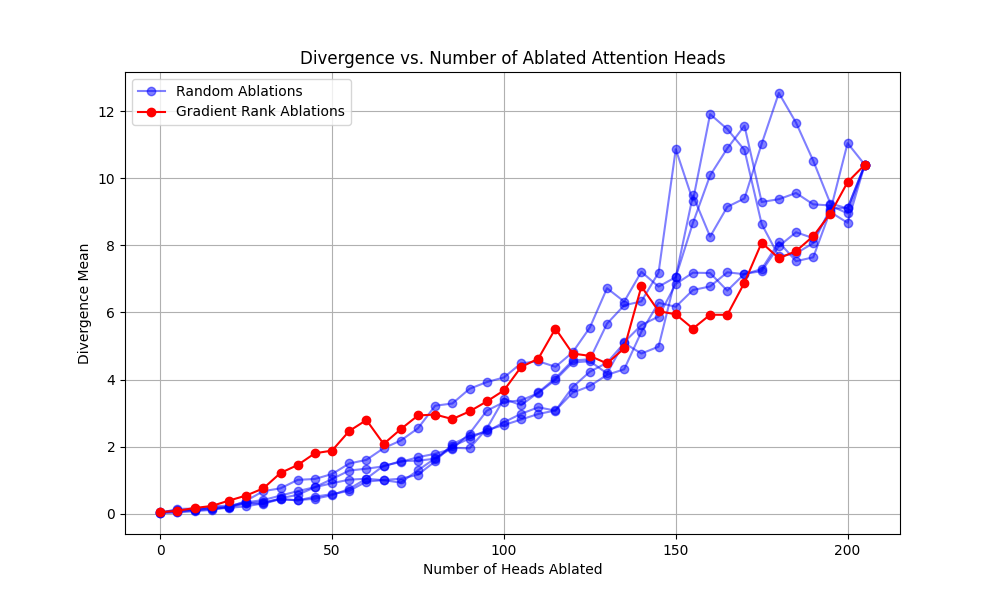 Divergence vs. Number of Ablated Attention Heads
Random Ablations
Gradient Rank Ablations
Divergence Mean
12
10
8
6
4
2
0
0 50 100 150 200
Number of Heads Ablated